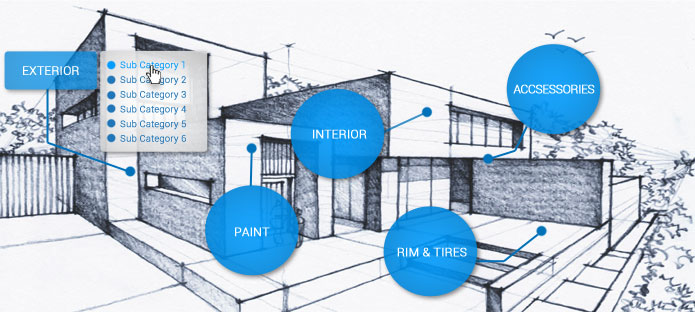 EXTERIOR
Sub Category 1
Sub Category 2
Sub Category 3
Sub Category 4
Sub Category 5
Sub Category 6
ACCSESSORIES
INTERIOR
PAINT
RIM & TIRES